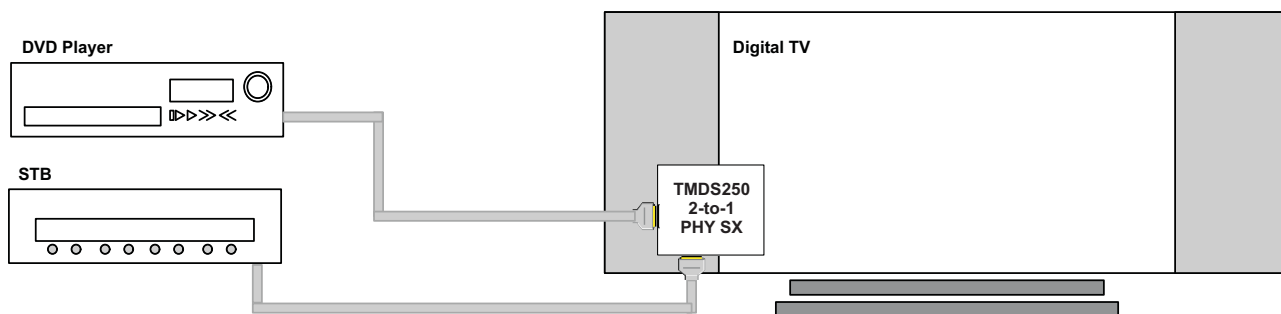 DVD Player
Digital TV
STB
TMDS250
2-to-1
PHY SX